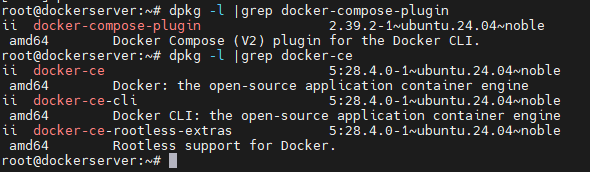 root@dockerserver:~# dpkg -l |grep docker-compose-plugin
ii  docker-compose-plugin                2.39.2-1~ubuntu.24.04~noble
 amd64        Docker Compose (V2) plugin for the Docker CLI.
root@dockerserver:~# dpkg -l |grep docker-ce
ii  docker-ce                            5:28.4.0-1~ubuntu.24.04~noble
 amd64        Docker: the open-source application container engine
ii  docker-ce-cli                        5:28.4.0-1~ubuntu.24.04~noble
 amd64        Docker CLI: the open-source application container engine
ii  docker-ce-rootless-extras            5:28.4.0-1~ubuntu.24.04~noble
 amd64        Rootless support for Docker.
root@dockerserver:~#